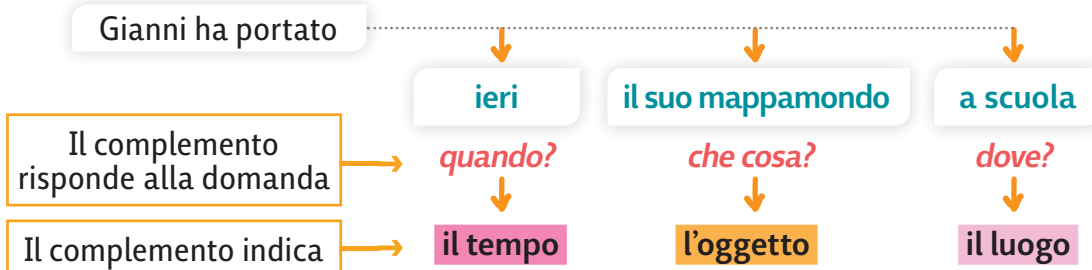 Gianni ha portato
ieri il suo mappamondo a scuola
Il complemento
risponde alla domanda
quando? che cosa? dove?
Il complemento indica
il tempo l'oggetto il luogo